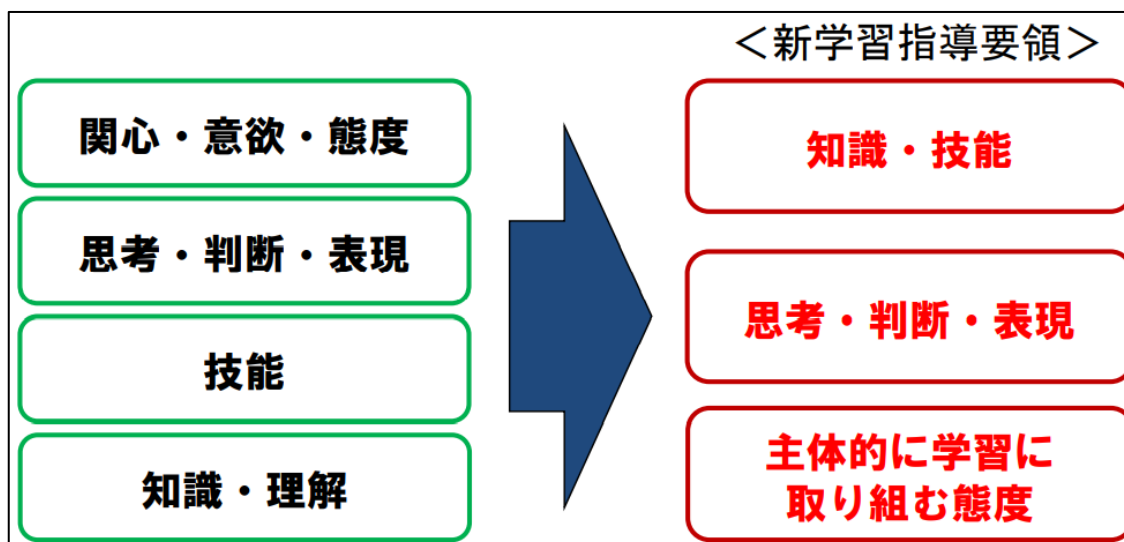 ＜新学習指導要領＞
関心・意欲・態度
思考・判断・表現
技能
知識・理解
知識・技能
思考・判断・表現
主体的に学習に
取り組む態度